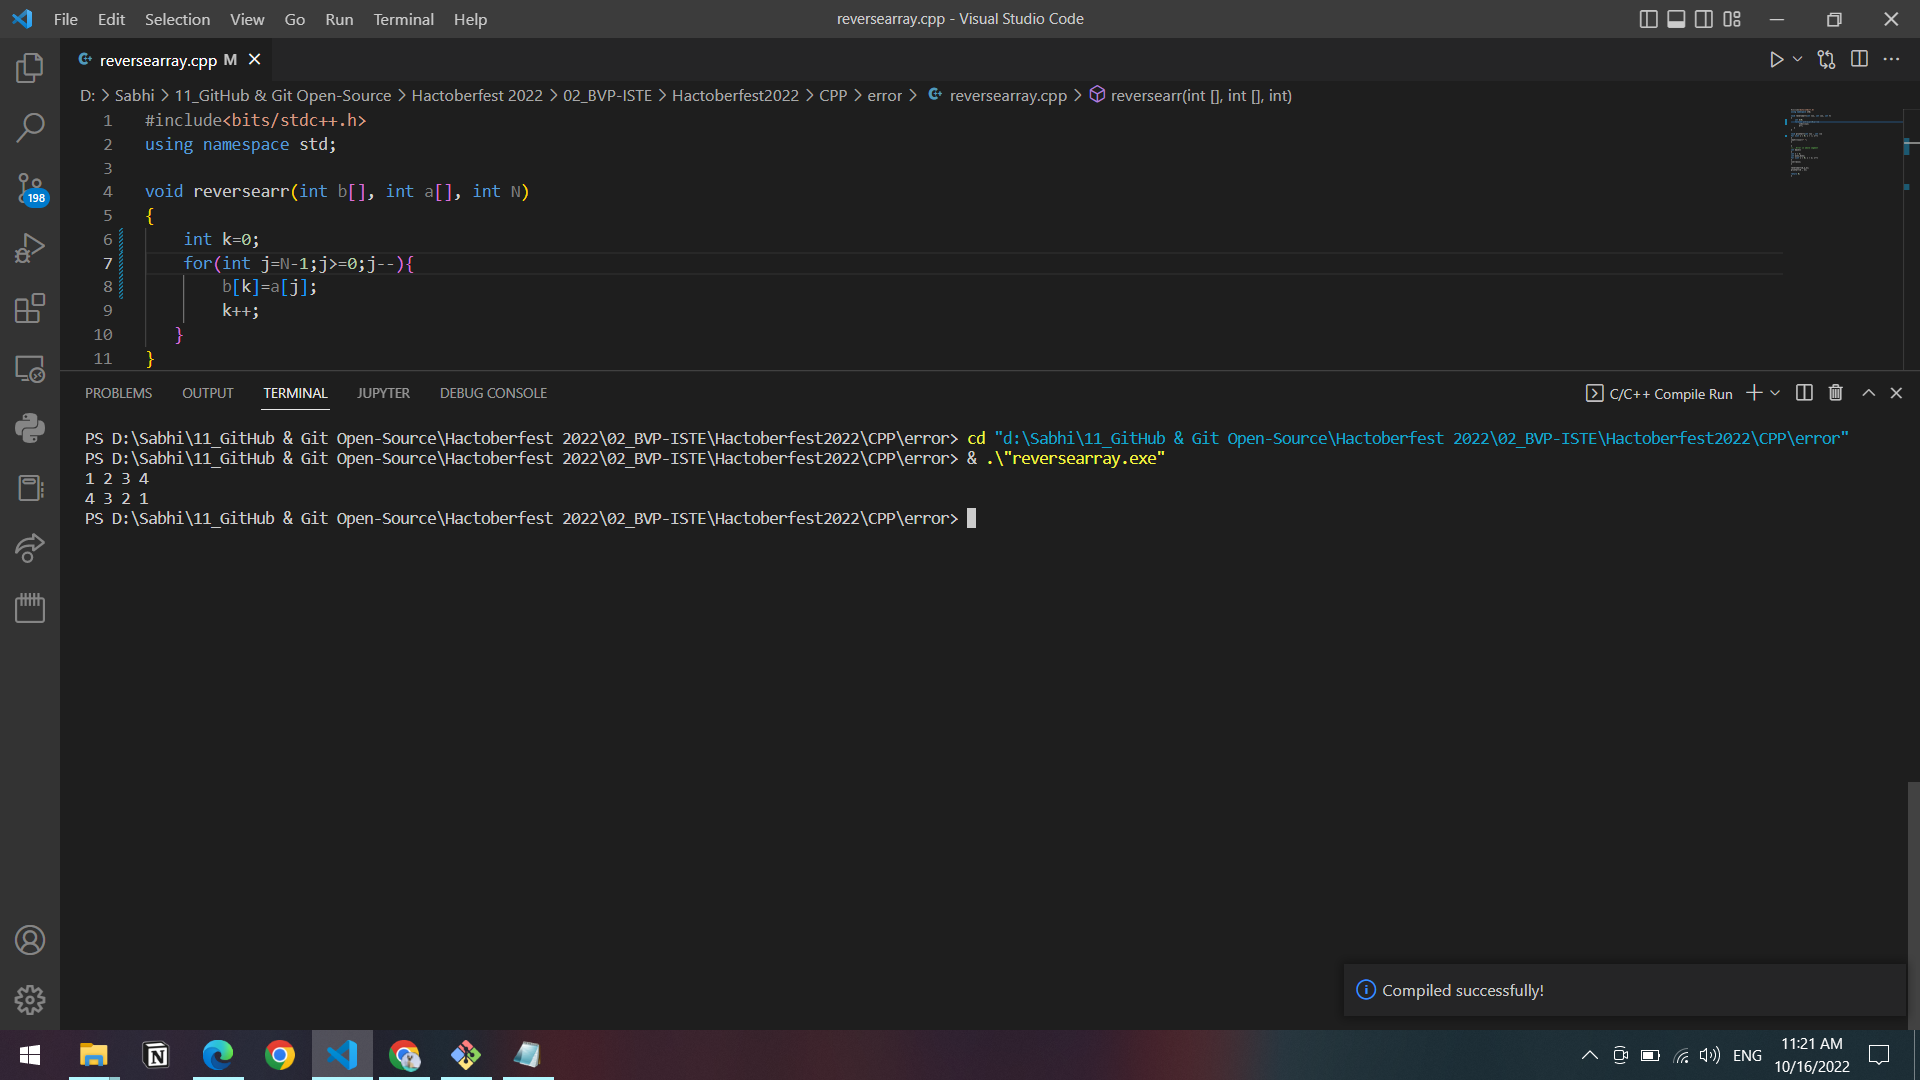 File Edit Selection View Go Run Terminal Help
reversearray.cpp - Visual Studio Code
reversearray.cpp M
D: > Sabhi > 11_GitHub & Git Open-Source > Hactoberfest 2022 > 02_BVP-ISTE > Hactoberfest2022 > CPP > error > reversearray.cpp > reversearr(int [], int [], int)
1 #include<bits/stdc++.h>
2 using namespace std;
3
4 void reversearr(int b[], int a[], int N)
5 {
6 int k=0;
7 for(int j=N-1;j>=0;j--){
8 b[k]=a[j];
9 k++;
10 }
11 }
198
PROBLEMS OUTPUT TERMINAL JUPYTER DEBUG CONSOLE
C/C++ Compile Run
PS D:\Sabhi\11_GitHub & Git Open-Source\Hactoberfest 2022\02_BVP-ISTE\Hactoberfest2022\CPP\error> cd "d:\Sabhi\11_GitHub & Git Open-Source\Hactoberfest 2022\02_BVP-ISTE\Hactoberfest2022\CPP\error"
PS D:\Sabhi\11_GitHub & Git Open-Source\Hactoberfest 2022\02_BVP-ISTE\Hactoberfest2022\CPP\error> & .\"reversearray.exe"
1 2 3 4
4 3 2 1
PS D:\Sabhi\11_GitHub & Git Open-Source\Hactoberfest 2022\02_BVP-ISTE\Hactoberfest2022\CPP\error>
Compiled successfully!
ENG
11:21 AM
10/16/2022